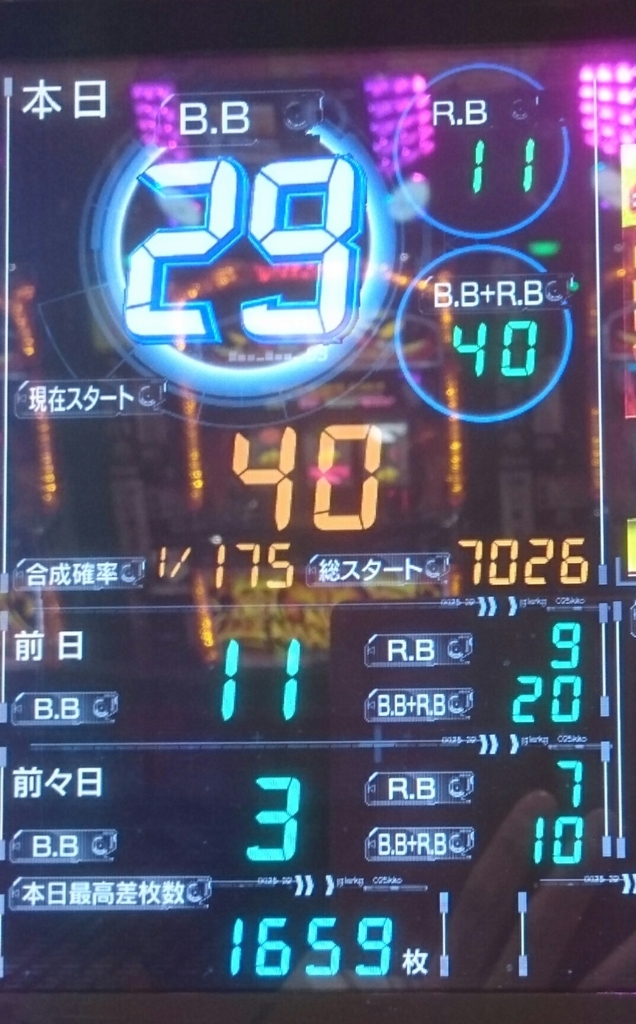 本日
B.B
29
R.B
11
B.B+R.B
40
現在スタート
40
合成確率 1/175 総スタート 7026
前日
B.B 11
R.B 9
B.B+R.B 20
前々日
B.B 3
R.B 7
B.B+R.B 10
本日最高差枚数
1659枚